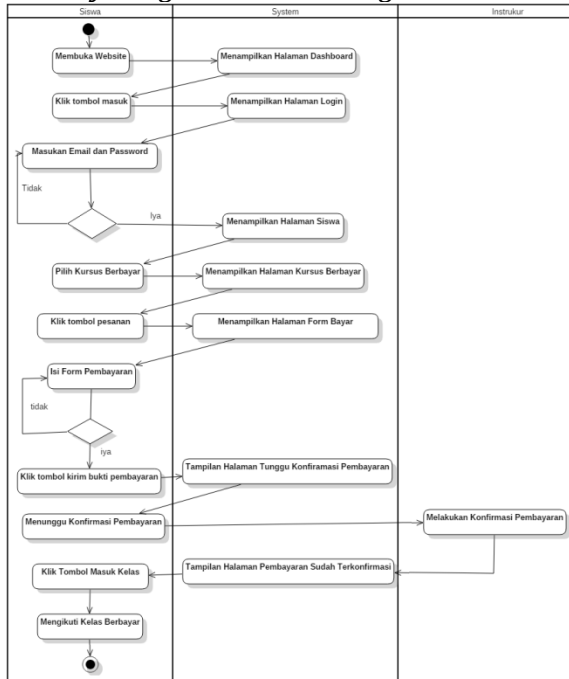 Siswa
System
Instrukur
Membuka Website
Menampilkan Halaman Dashboard
Klik tombol masuk
Menampilkan Halaman Login
Masukan Email dan Password
Tidak
Iya
Menampilkan Halaman Siswa
Pilih Kursus Berbayar
Menampilkan Halaman Kursus Berbayar
Klik tombol pesanan
Menampilkan Halaman Form Bayar
Isi Form Pembayaran
tidak
iya
Klik tombol kirim bukti pembayaran
Tampilan Halaman Tunggu Konfiramasi Pembayaran
Menunggu Konfirmasi Pembayaran
Melakukan Konfirmasi Pembayaran
Klik Tombol Masuk Kelas
Tampilan Halaman Pembayaran Sudah Terkonfirmasi
Mengikuti Kelas Berbayar